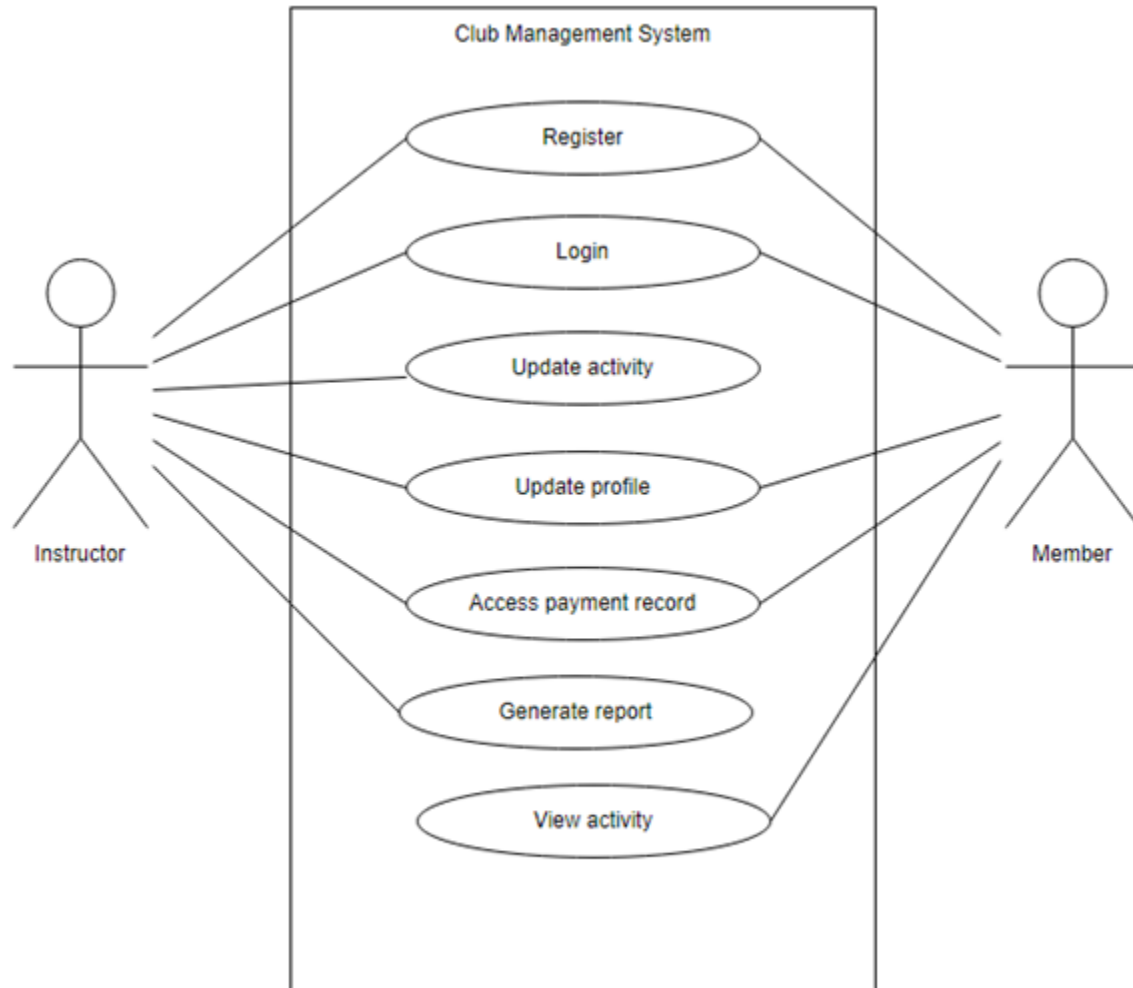 Club Management System
Register
Login
Update activity
Update profile
Instructor
Member
Access payment record
Generate report
View activity